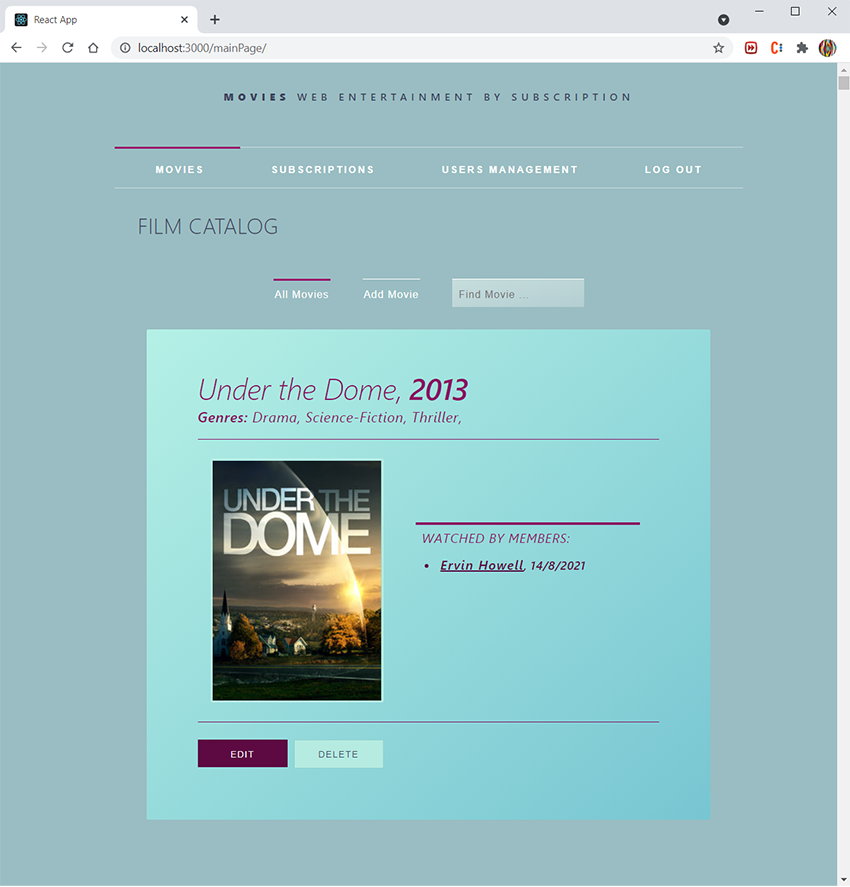 React App
localhost:3000/mainPage/
MOVIES WEB ENTERTAINMENT BY SUBSCRIPTION
MOVIES SUBSCRIPTIONS USERS MANAGEMENT LOG OUT
FILM CATALOG
All Movies Add Movie Find Movie ...
Under the Dome, 2013
Genres: Drama, Science-Fiction, Thriller,
UNDER THE
DOME
WATCHED BY MEMBERS:
• Ervin Howell, 14/8/2021
EDIT DELETE